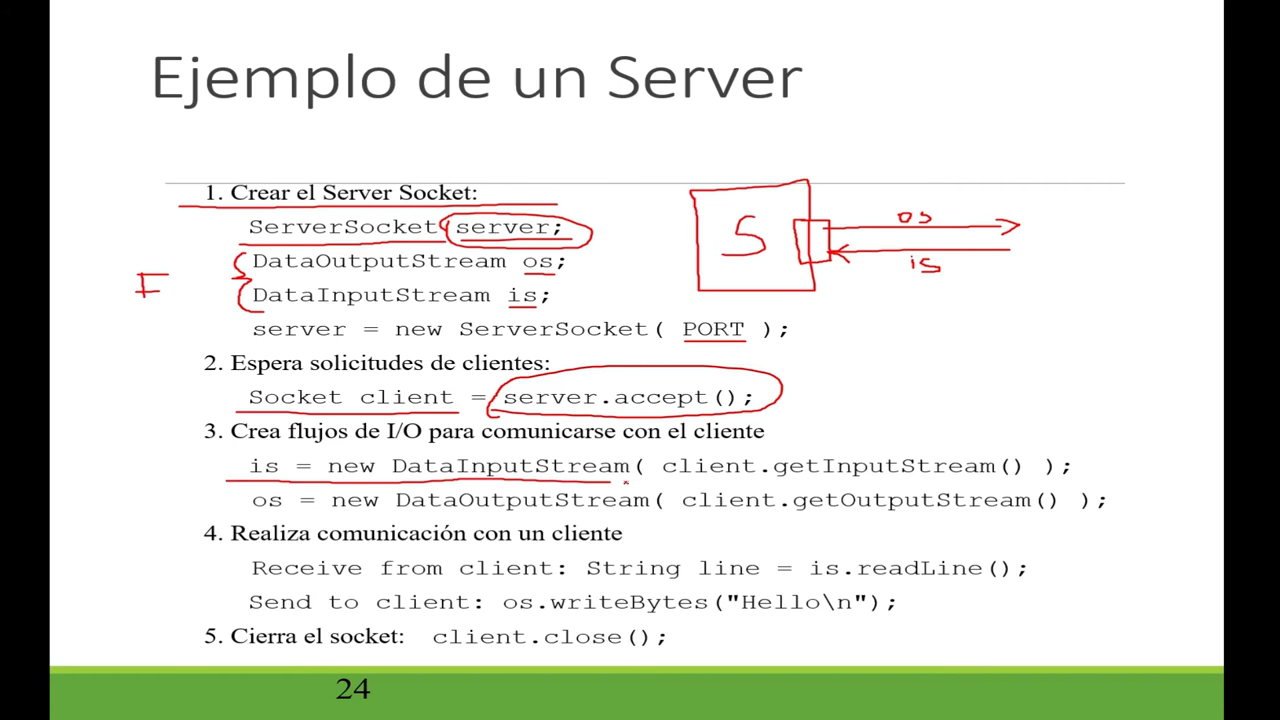 Ejemplo de un Server
1. Crear el Server Socket:
ServerSocket server;
DataOutputStream os;
DataInputStream is;
server = new ServerSocket( PORT );
2. Espera solicitudes de clientes:
Socket client = server.accept();
3. Crea flujos de I/O para comunicarse con el cliente
is = new DataInputStream( client.getInputStream() );
os = new DataOutputStream( client.getOutputStream() );
4. Realiza comunicación con un cliente
Receive from client: String line = is.readLine();
Send to client: os.writeBytes("Hello\n");
5. Cierra el socket: client.close();
F
S
os
is
24